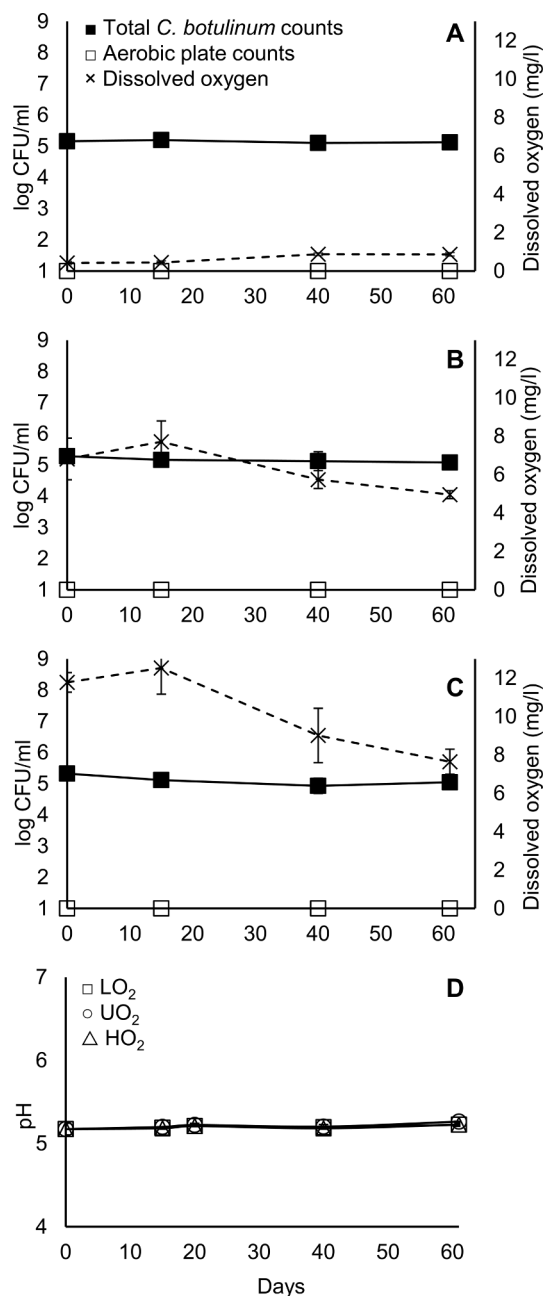 9
8
7
6
5
4
3
2
1
log CFU/ml
■ Total C. botulinum counts
□ Aerobic plate counts
× Dissolved oxygen
A
12
10
8
6
4
2
0
Dissolved oxygen (mg/l)
0 10 20 30 40 50 60
9
8
7
6
5
4
3
2
1
log CFU/ml
B
12
10
8
6
4
2
0
Dissolved oxygen (mg/l)
0 10 20 30 40 50 60
9
8
7
6
5
4
3
2
1
log CFU/ml
C
12
10
8
6
4
2
0
Dissolved oxygen (mg/l)
0 10 20 30 40 50 60
7
6
5
4
pH
□ LO₂
○ UO₂
△ HO₂
D
0 10 20 30 40 50 60
Days